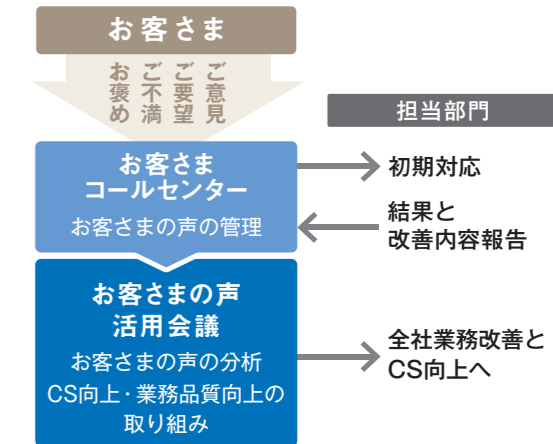 お客さま
ご意見
ご要望
ご不満
お褒め
担当部門
お客さま
コールセンター
お客さまの声の管理
初期対応
結果と
改善内容報告
お客さまの声
活用会議
お客さまの声の分析
CS向上・業務品質向上の
取り組み
全社業務改善と
CS向上へ